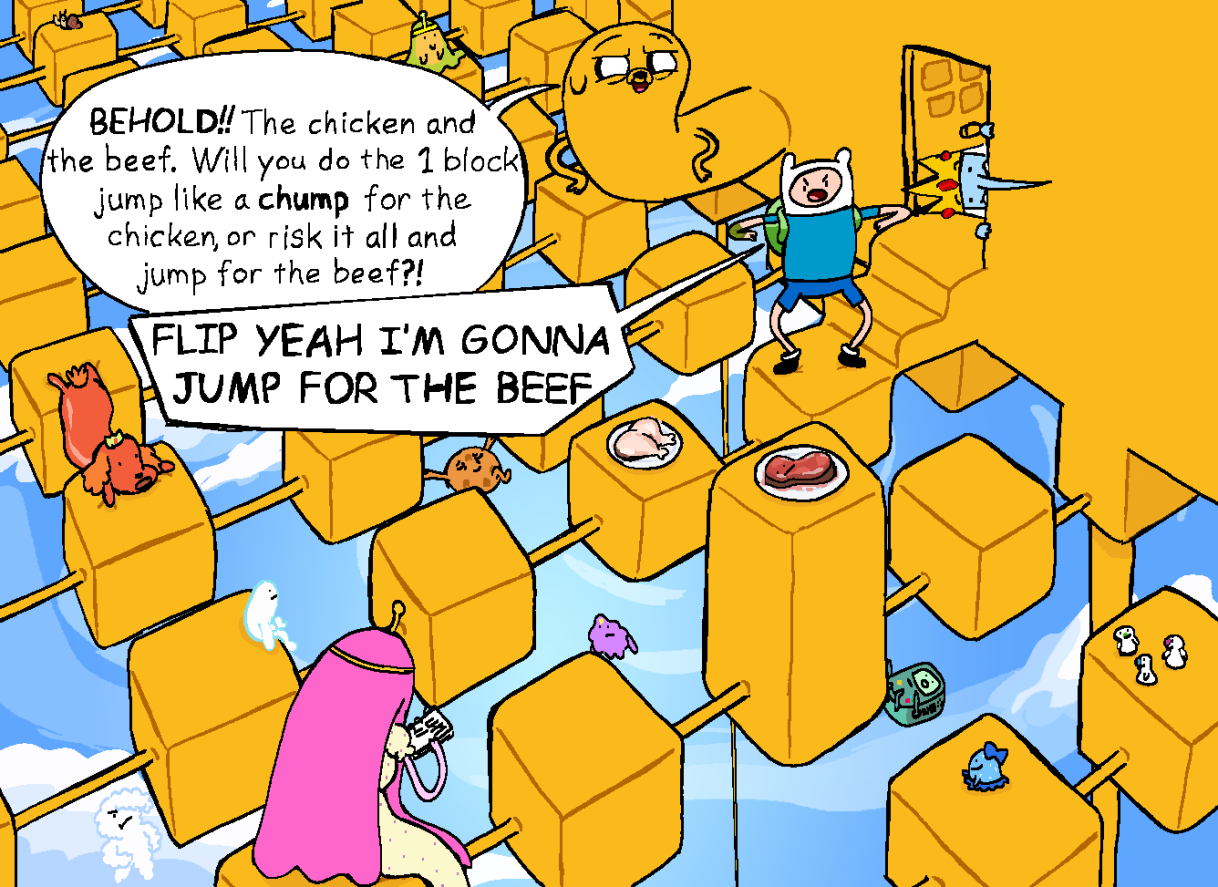 BEHOLD!! The chicken and
the beef. Will you do the 1 block
jump like a chump for the
chicken, or risk it all and
jump for the beef?!
FLIP YEAH I'M GONNA
JUMP FOR THE BEEF